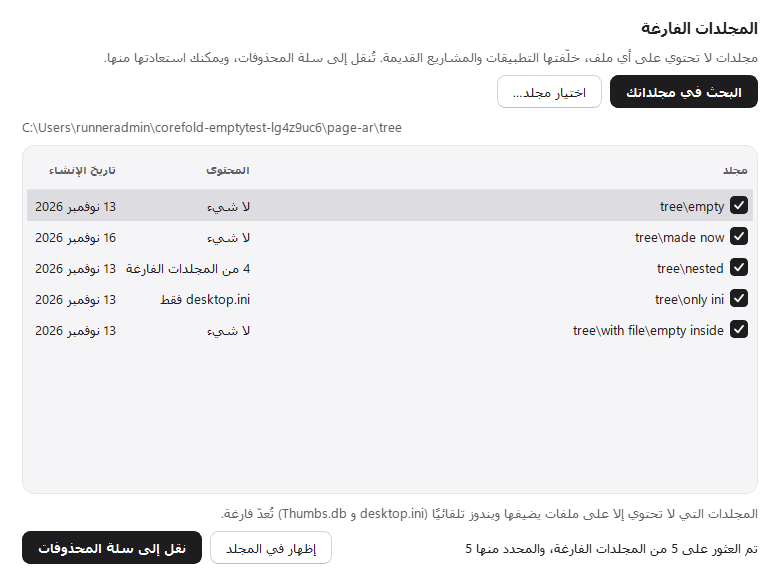 المجلدات الفارغة
مجلدات لا تحتوي على أي ملف، خلّفتها التطبيقات والمشاريع القديمة. تُنقل إلى سلة المحذوفات، ويمكنك استعادتها منها.
البحث في مجلداتك
اختيار مجلد...
C:\Users\runneradmin\corefold-emptytest-lg4z9uc6\page-ar\tree
مجلد المحتوى تاريخ الإنشاء
tree\empty لا شيء 13 نوفمبر 2026
tree\made now لا شيء 16 نوفمبر 2026
tree\nested 4 من المجلدات الفارغة 13 نوفمبر 2026
tree\only ini desktop.ini فقط 13 نوفمبر 2026
tree\with file\empty inside لا شيء 13 نوفمبر 2026
المجلدات التي لا تحتوي إلا على ملفات يضيفها ويندوز تلقائيًا (desktop.ini و Thumbs.db) تُعدّ فارغة.
تم العثور على 5 من المجلدات الفارغة، والمحدد منها 5
إظهار في المجلد
نقل إلى سلة المحذوفات